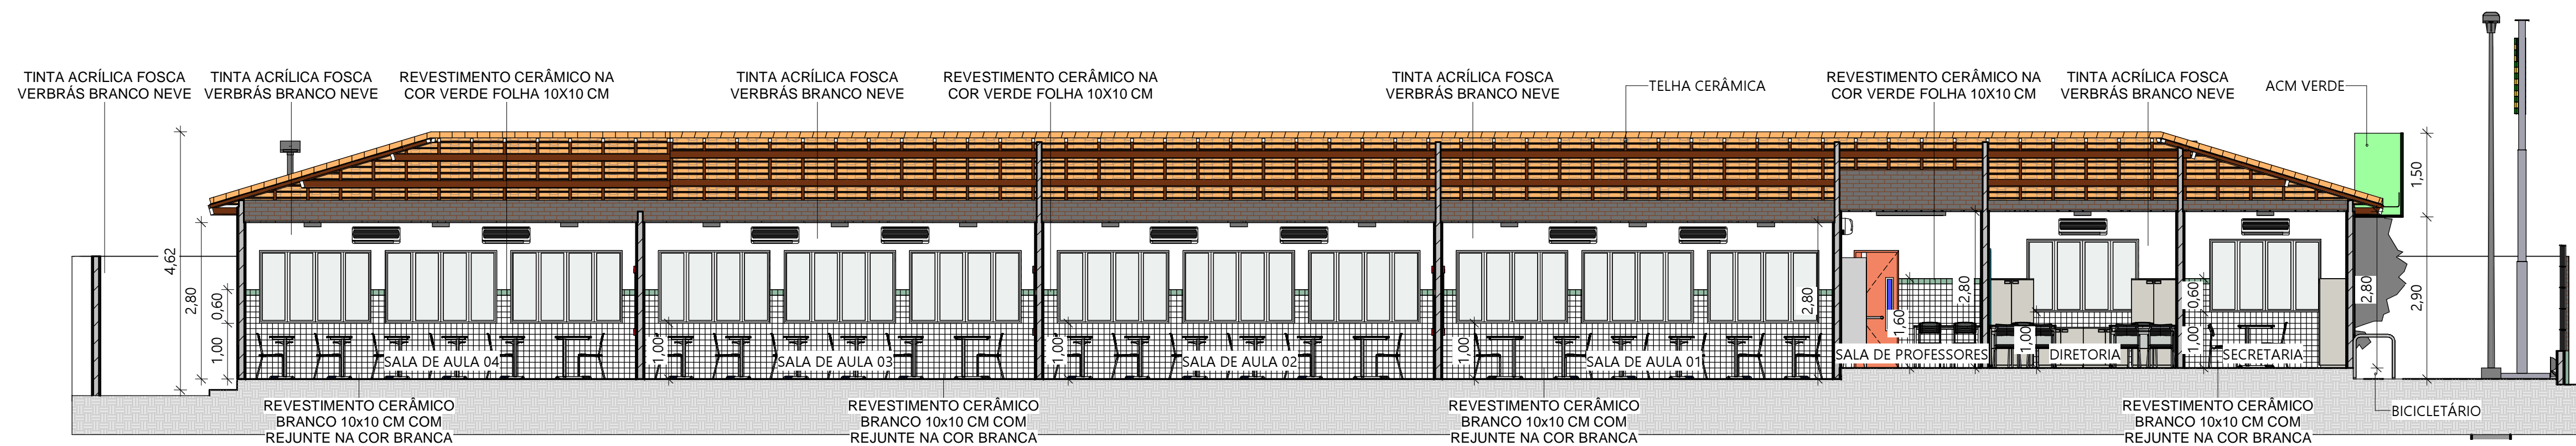 TINTA ACRÍLICA FOSCA
VERBRÁS BRANCO NEVE
TINTA ACRÍLICA FOSCA
VERBRÁS BRANCO NEVE
REVESTIMENTO CERÂMICO NA
COR VERDE FOLHA 10X10 CM
TINTA ACRÍLICA FOSCA
VERBRÁS BRANCO NEVE
REVESTIMENTO CERÂMICO NA
COR VERDE FOLHA 10X10 CM
TINTA ACRÍLICA FOSCA
VERBRÁS BRANCO NEVE
TELHA CERÂMICA
REVESTIMENTO CERÂMICO NA
COR VERDE FOLHA 10X10 CM
TINTA ACRÍLICA FOSCA
VERBRÁS BRANCO NEVE
ACM VERDE
4,62
2,80
0,60
1,00
1,00
1,00
1,00
2,80
1,60
2,80
1,00
0,60
1,00
2,80
1,50
2,90
SALA DE AULA 04
SALA DE AULA 03
SALA DE AULA 02
SALA DE AULA 01
SALA DE PROFESSORES
DIRETORIA
SECRETARIA
BICICLETÁRIO
REVESTIMENTO CERÂMICO
BRANCO 10x10 CM COM
REJUNTE NA COR BRANCA
REVESTIMENTO CERÂMICO
BRANCO 10x10 CM COM
REJUNTE NA COR BRANCA
REVESTIMENTO CERÂMICO
BRANCO 10x10 CM COM
REJUNTE NA COR BRANCA
REVESTIMENTO CERÂMICO
BRANCO 10x10 CM COM
REJUNTE NA COR BRANCA